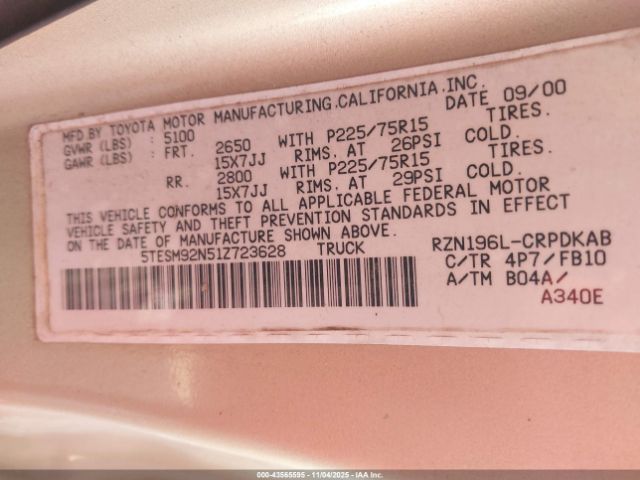 MFD BY TOYOTA MOTOR MANUFACTURING,CALIFORNIA,INC. DATE 09/00
GVWR (LBS) : 5100
GAWR (LBS) : FRT. 2650 WITH P225/75R15 TIRES.
15X7JJ RIMS. AT 26PSI COLD.
RR. 2800 WITH P225/75R15 TIRES.
15X7JJ RIMS. AT 29PSI COLD.
THIS VEHICLE CONFORMS TO ALL APPLICABLE FEDERAL MOTOR
VEHICLE SAFETY AND THEFT PREVENTION STANDARDS IN EFFECT
ON THE DATE OF MANUFACTURE SHOWN ABOVE.
5TESM92N51Z723628 TRUCK RZN196L-CRPDKAB
C/TR 4P7/FB10
A/TM B04A/
A340E
000-43565595 - 11/04/2025 - IAA Inc.